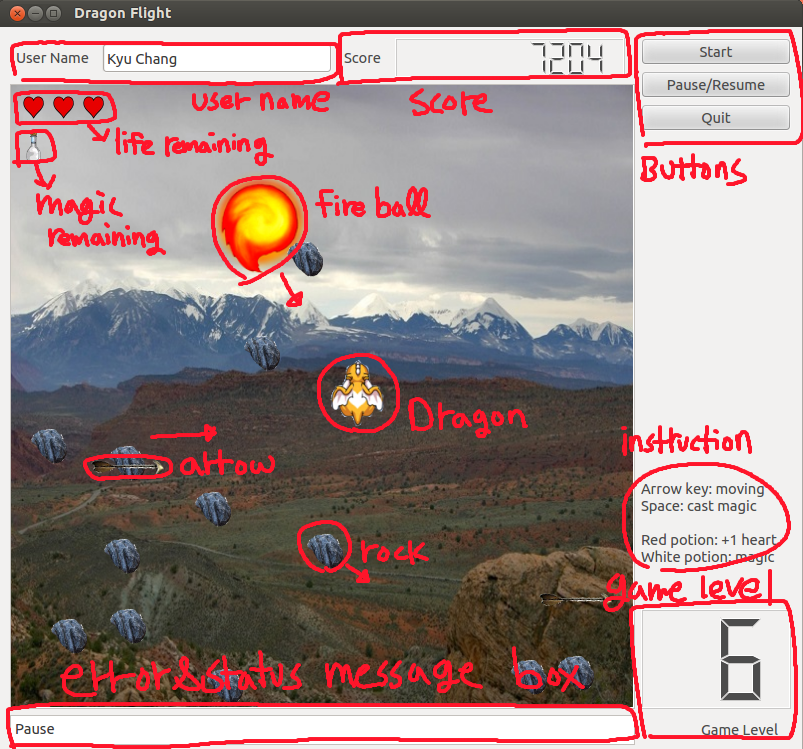 Dragon Flight
User Name
Kyu Chang
Score
7204
Start
Pause/Resume
Quit
user name
score
life remaining
Buttons
magic
remaining
fire ball
Dragon
arrow
instruction
Arrow key: moving
Space: cast magic
Red potion: +1 heart
White potion: magic
rock
game level
6
Game Level
error&status message box
Pause